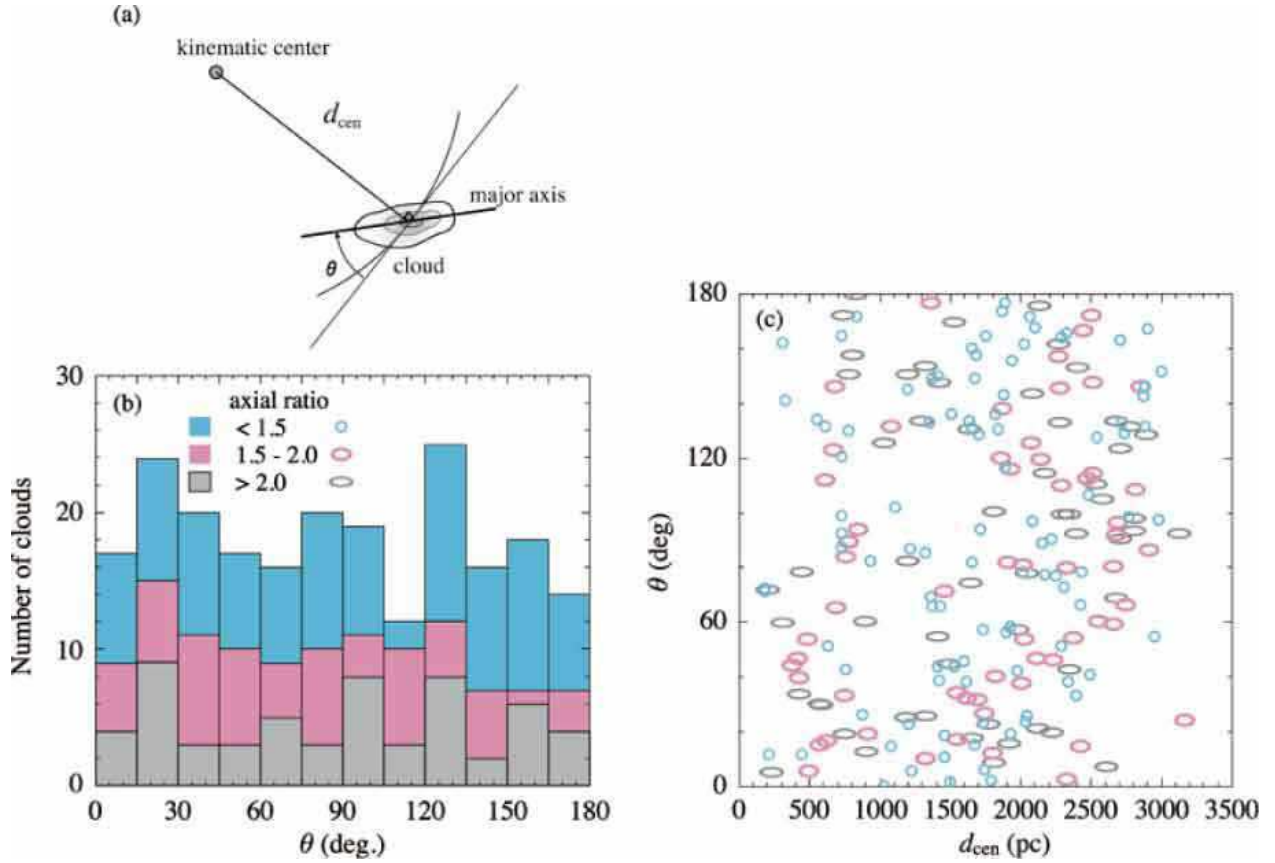 (a)
kinematic center
d_cen
major axis
θ
cloud
(b)
axial ratio
< 1.5
1.5 - 2.0
> 2.0
30
20
10
0
Number of clouds
0 30 60 90 120 150 180
θ (deg.)
(c)
180
120
60
0
θ (deg)
0 500 1000 1500 2000 2500 3000 3500
d_cen (pc)